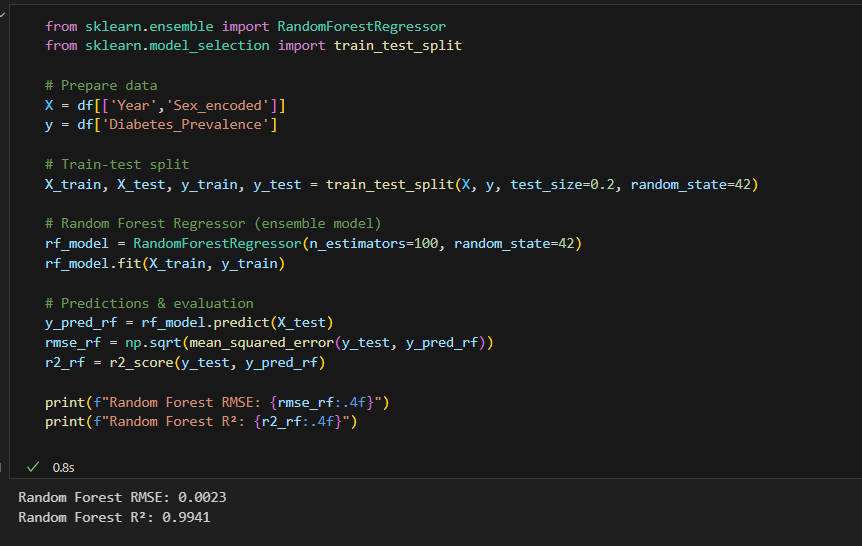 from sklearn.ensemble import RandomForestRegressor
from sklearn.model_selection import train_test_split
# Prepare data
X = df[['Year','Sex_encoded']]
y = df['Diabetes_Prevalence']
# Train-test split
X_train, X_test, y_train, y_test = train_test_split(X, y, test_size=0.2, random_state=42)
# Random Forest Regressor (ensemble model)
rf_model = RandomForestRegressor(n_estimators=100, random_state=42)
rf_model.fit(X_train, y_train)
# Predictions & evaluation
y_pred_rf = rf_model.predict(X_test)
rmse_rf = np.sqrt(mean_squared_error(y_test, y_pred_rf))
r2_rf = r2_score(y_test, y_pred_rf)
print(f"Random Forest RMSE: {rmse_rf:.4f}")
print(f"Random Forest R²: {r2_rf:.4f}")
0.8s
Random Forest RMSE: 0.0023
Random Forest R²: 0.9941